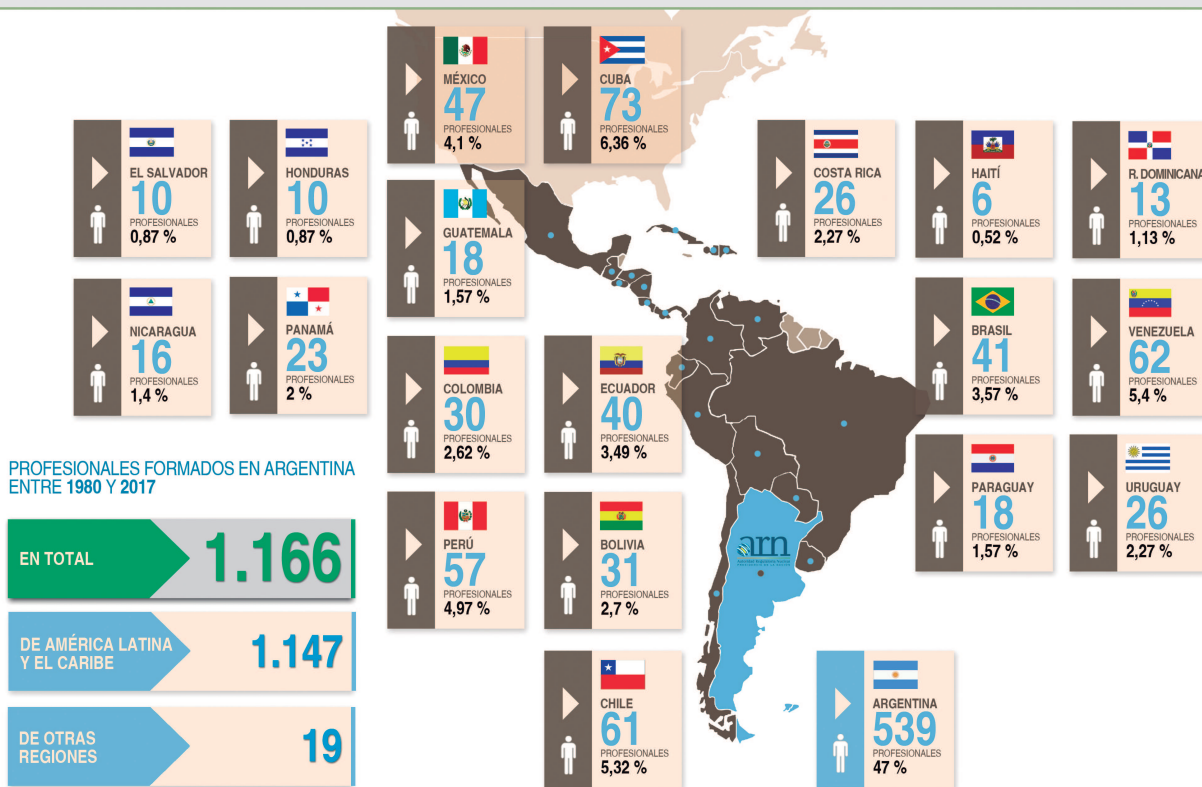 MÉXICO
47
PROFESIONALES
4,1 %
CUBA
73
PROFESIONALES
6,36 %
EL SALVADOR
10
PROFESIONALES
0,87 %
HONDURAS
10
PROFESIONALES
0,87 %
COSTA RICA
26
PROFESIONALES
2,27 %
HAITÍ
6
PROFESIONALES
0,52 %
R. DOMINICANA
13
PROFESIONALES
1,13 %
GUATEMALA
18
PROFESIONALES
1,57 %
NICARAGUA
16
PROFESIONALES
1,4 %
PANAMÁ
23
PROFESIONALES
2 %
BRASIL
41
PROFESIONALES
3,57 %
VENEZUELA
62
PROFESIONALES
5,4 %
COLOMBIA
30
PROFESIONALES
2,62 %
ECUADOR
40
PROFESIONALES
3,49 %
PARAGUAY
18
PROFESIONALES
1,57 %
URUGUAY
26
PROFESIONALES
2,27 %
PERÚ
57
PROFESIONALES
4,97 %
BOLIVIA
31
PROFESIONALES
2,7 %
arn
CHILE
61
PROFESIONALES
5,32 %
ARGENTINA
539
PROFESIONALES
47 %
PROFESIONALES FORMADOS EN ARGENTINA
ENTRE 1980 Y 2017
EN TOTAL
1.166
DE AMÉRICA LATINA
Y EL CARIBE
1.147
DE OTRAS
REGIONES
19